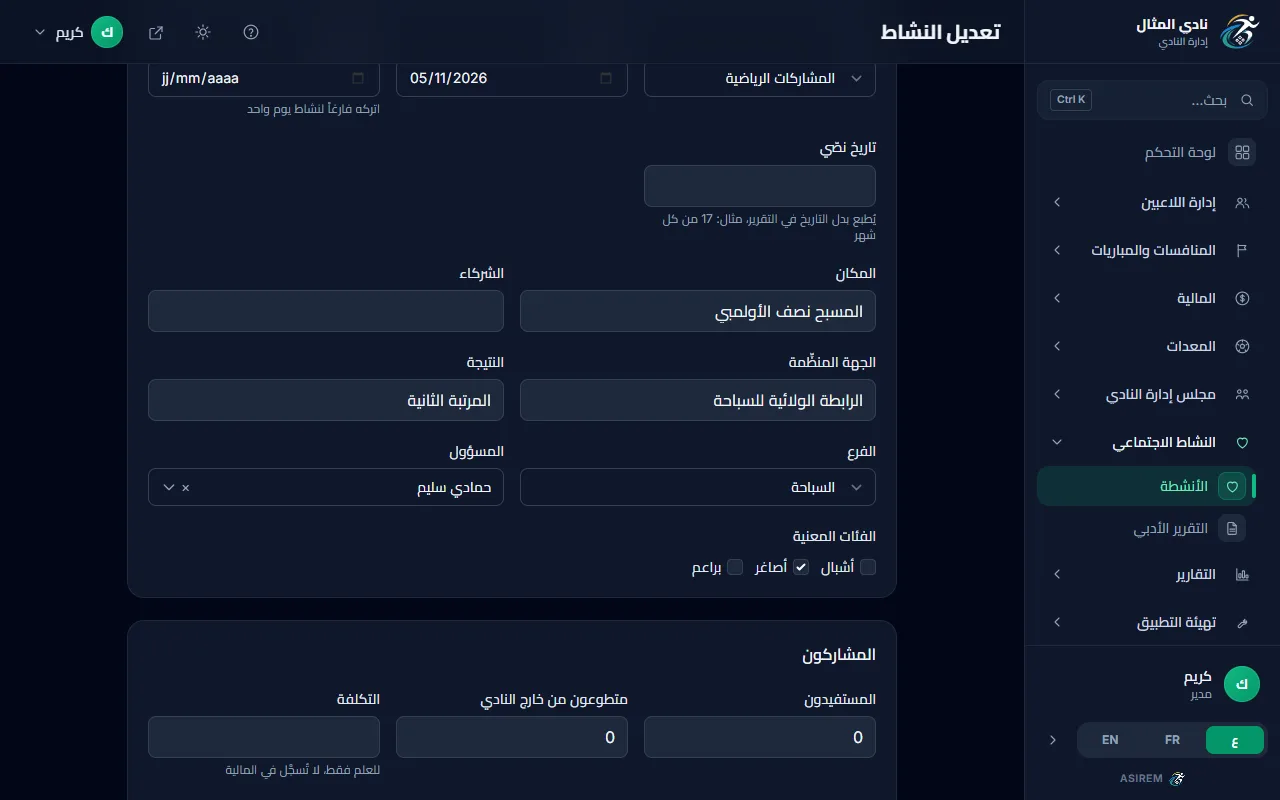 نادي المثال
إدارة النادي
بحث...
Ctrl K
لوحة التحكم
إدارة اللاعبين
المنافسات والمباريات
المالية
المعدات
مجلس إدارة النادي
النشاط الاجتماعي
الأنشطة
التقرير الأدبي
التقارير
تهيئة التطبيق
ك
كريم
مدير
ع
FR
EN
ASIREM
تعديل النشاط
ك
كريم
المشاركات الرياضية
05/11/2026
jj/mm/aaaa
اتركه فارغاً لنشاط يوم واحد
تاريخ نصّي
يُطبع بدل التاريخ في التقرير، مثال: 17 من كل
شهر
المكان
الشركاء
المسبح نصف الأولمبي
الجهة المنظّمة
النتيجة
الرابطة الولائية للسباحة
المرتبة الثانية
الفرع
المسؤول
السباحة
حمادي سليم
الفئات المعنية
أشبال
أصاغر
براعم
المشاركون
المستفيدون
متطوعون من خارج النادي
التكلفة
0
0
للعلم فقط، لا تُسجَّل في المالية